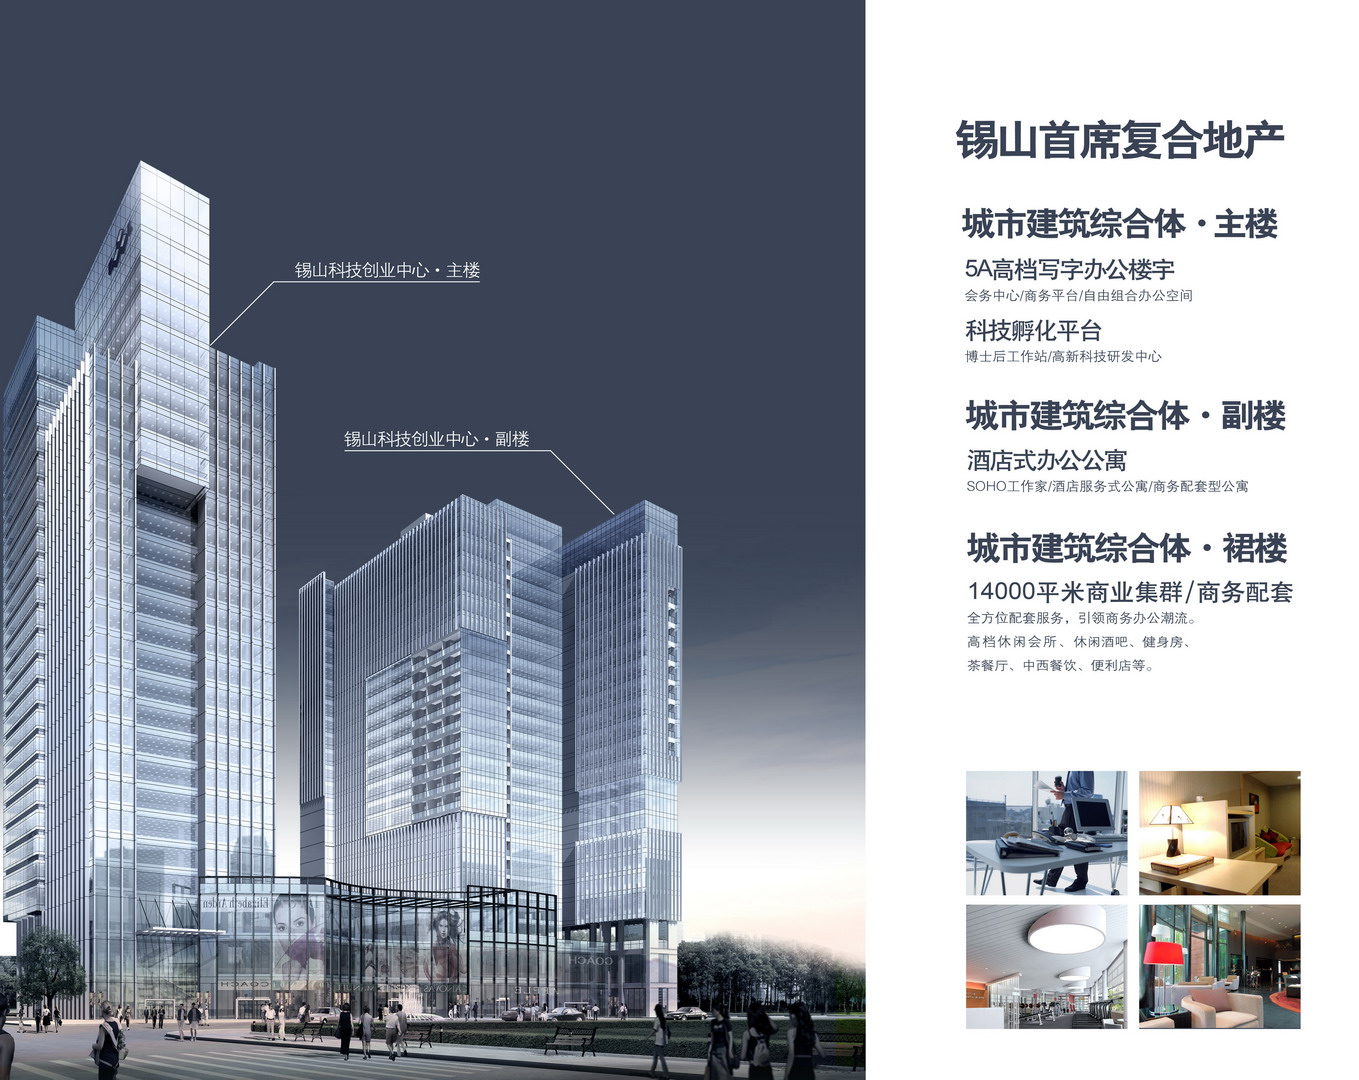 锡山首席复合地产
城市建筑综合体·主楼
5A高档写字办公楼宇
会务中心/商务平台/自由组合办公空间
科技孵化平台
博士后工作站/高新科技研发中心
城市建筑综合体·副楼
酒店式办公公寓
SOHO工作家/酒店服务式公寓/商务配套型公寓
城市建筑综合体·裙楼
14000平米商业集群/商务配套
全方位配套服务，引领商务办公潮流。
高档休闲会所、休闲酒吧、健身房、
茶餐厅、中西餐饮、便利店等。
锡山科技创业中心·主楼
锡山科技创业中心·副楼
Elizabeth Arden
COACH
COACH